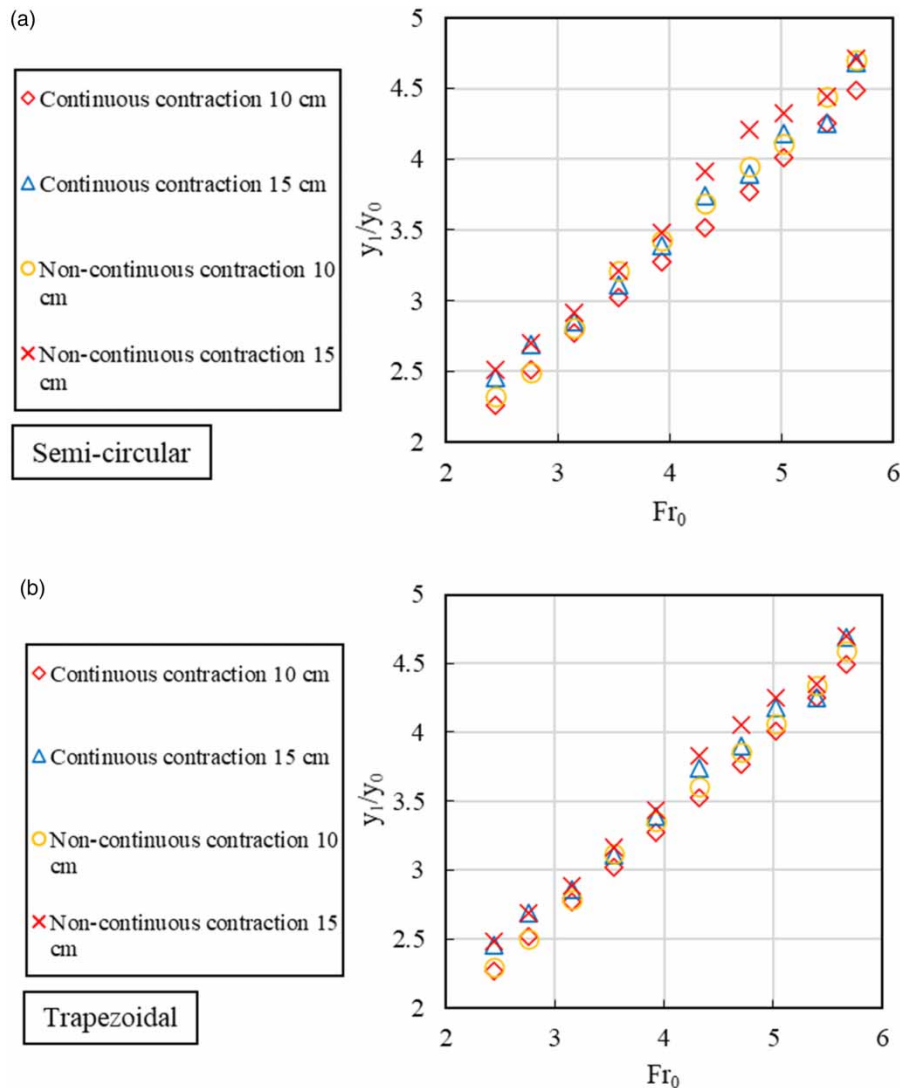 (a)
Continuous contraction 10 cm
Continuous contraction 15 cm
Non-continuous contraction 10
cm
Non-continuous contraction 15
cm
Semi-circular
y1/y0
5
4.5
4
3.5
3
2.5
2
2 3 4 5 6
Fr0
(b)
Continuous contraction 10 cm
Continuous contraction 15 cm
Non-continuous contraction 10
cm
Non-continuous contraction 15
cm
Trapezoidal
y1/y0
5
4.5
4
3.5
3
2.5
2
2 3 4 5 6
Fr0